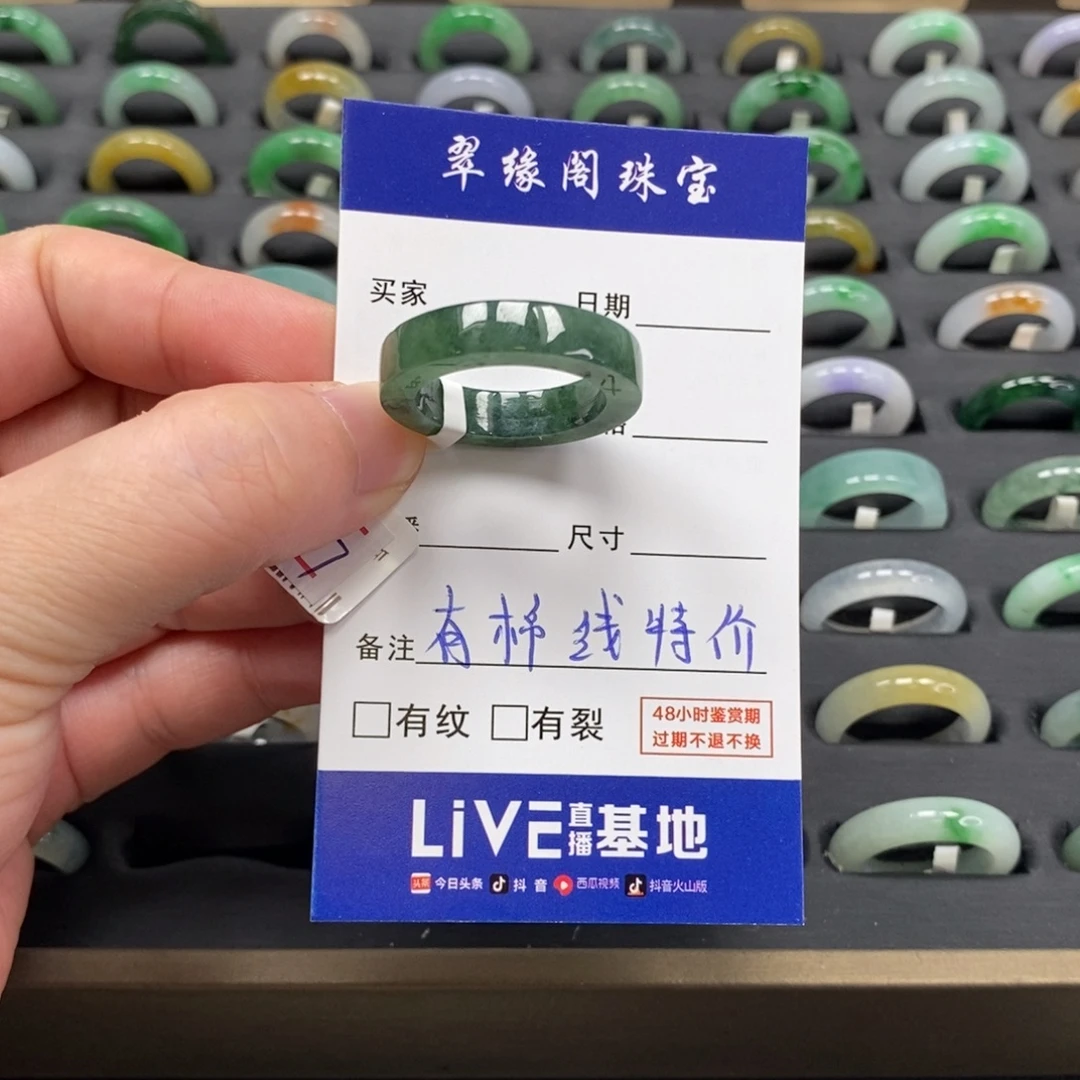 翠缘阁珠宝
买家 日期
尺寸
备注 有梯线特价
有纹 有裂
48小时鉴赏期
过期不退不换
LiVE直播基地
头条 今日头条 抖音 西瓜视频 抖音火山版